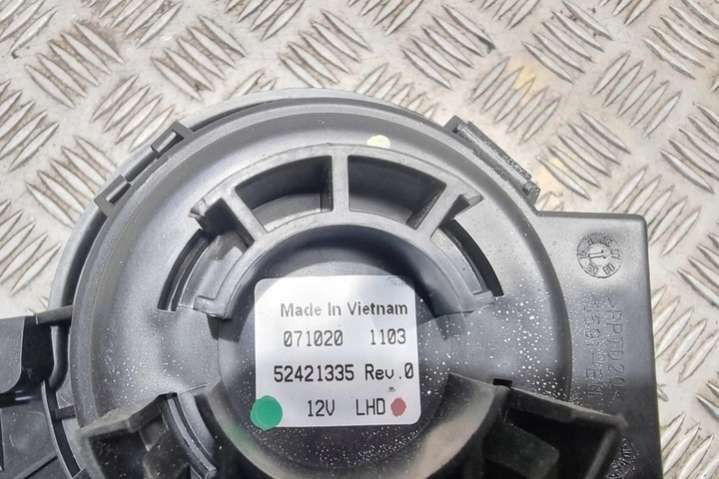 Made In Vietnam
071020 1103
52421335 Rev.0
12V LHD